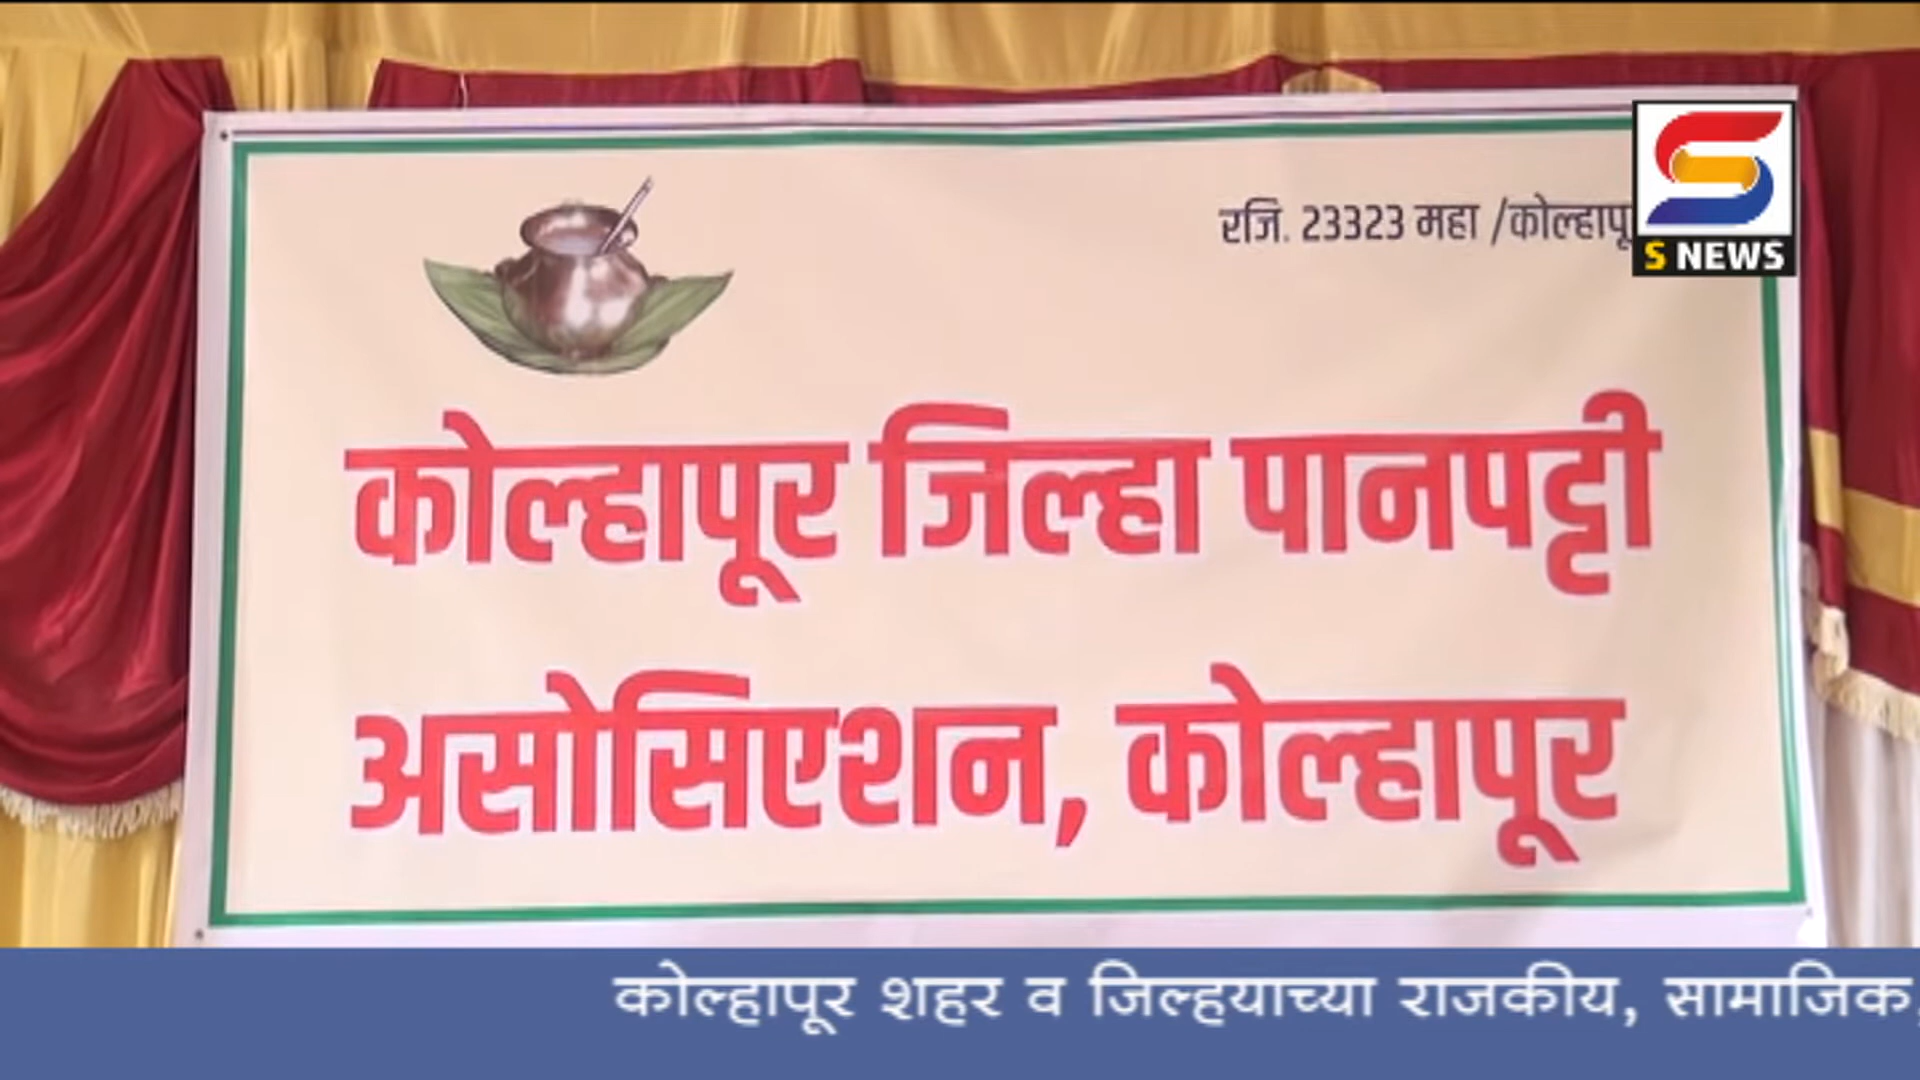 रजि. 23323 महा /कोल्हापू
S NEWS
कोल्हापूर जिल्हा पानपट्टी
असोसिएशन, कोल्हापूर
कोल्हापूर शहर व जिल्हयाच्या राजकीय, सामाजिक,